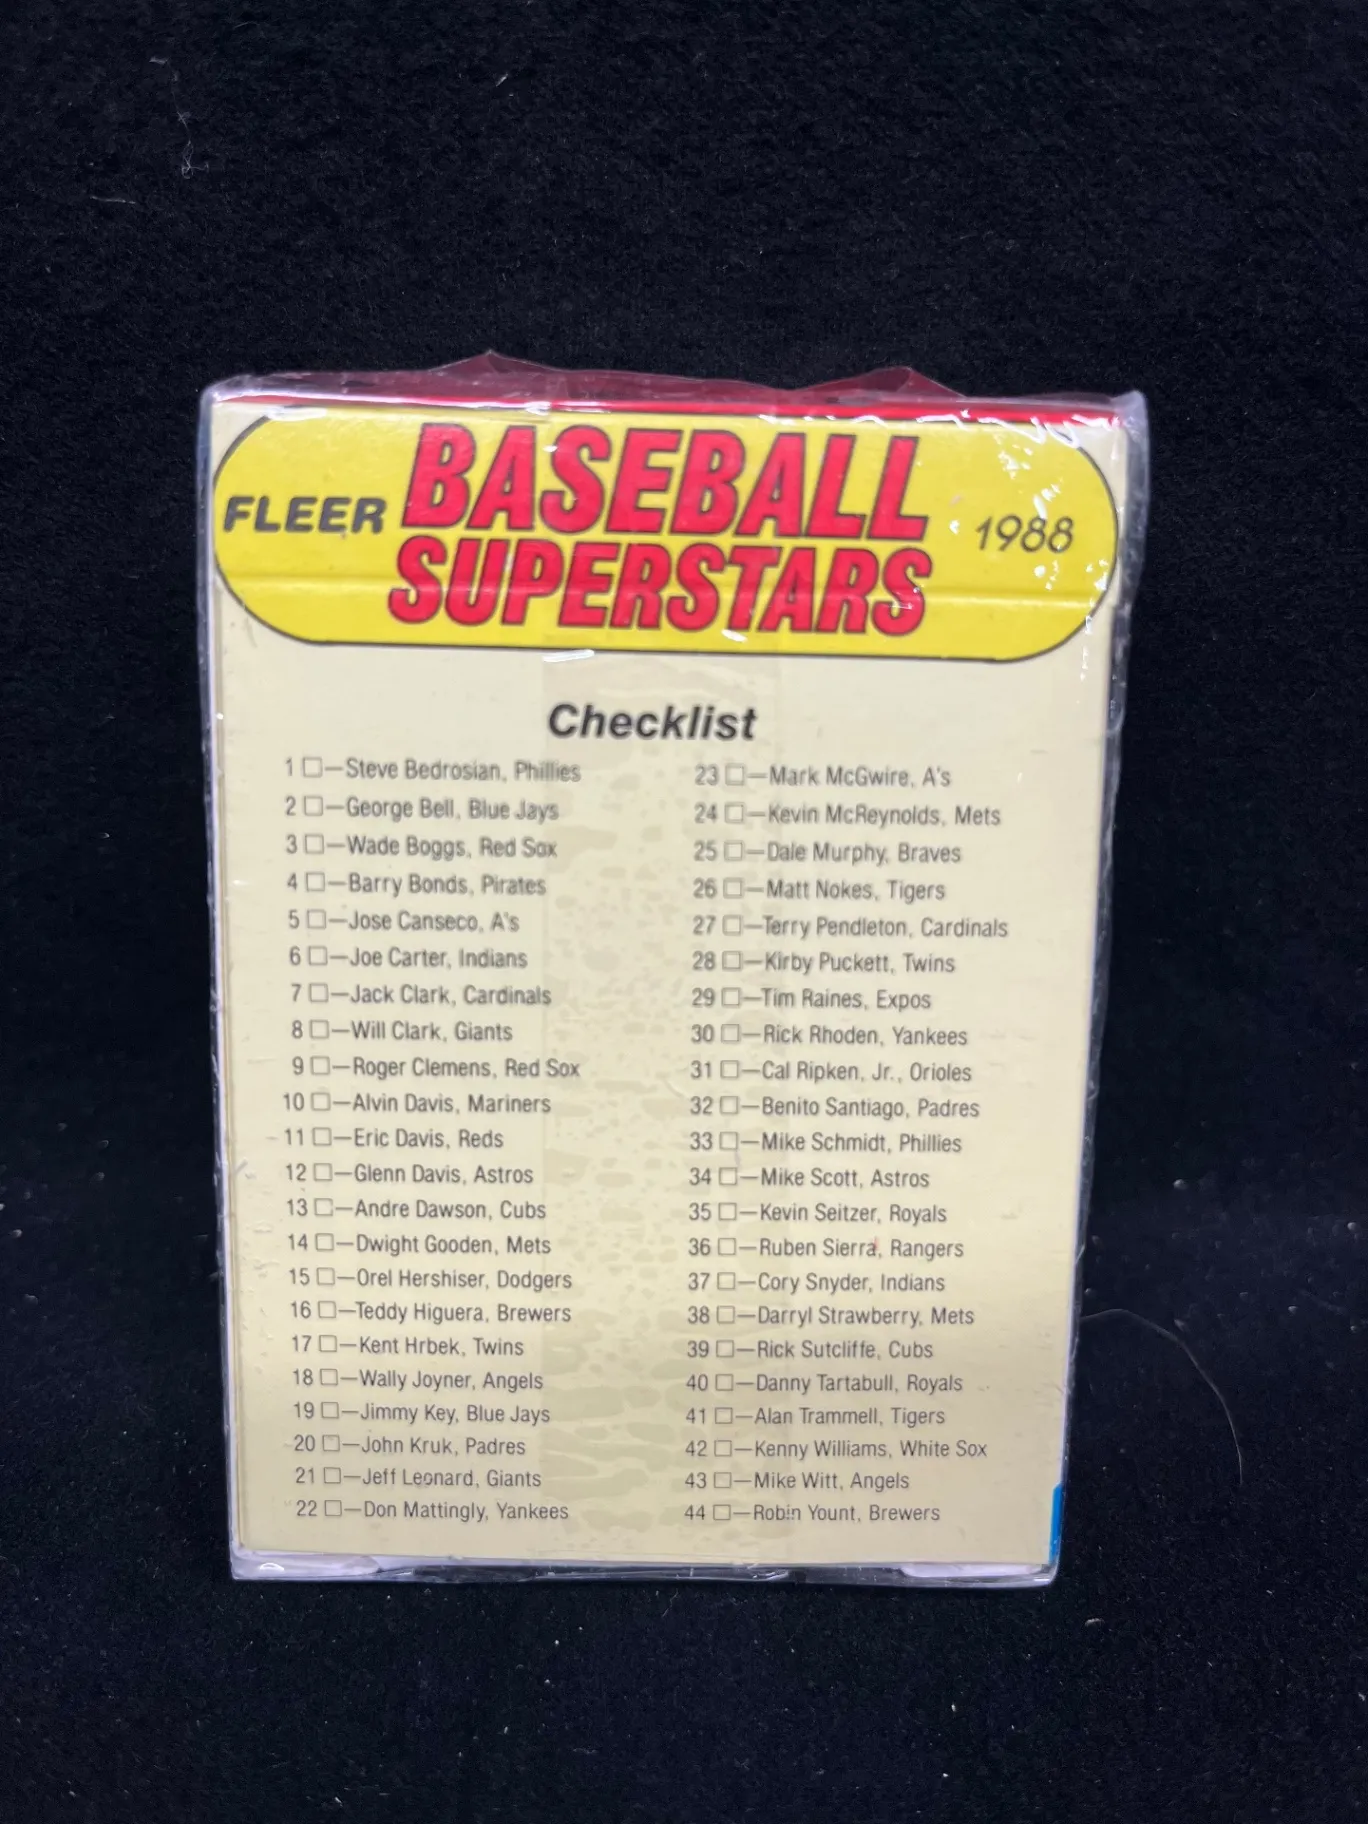 FLEER BASEBALL 1988
SUPERSTARS
Checklist
1 □—Steve Bedrosian, Phillies
2 □—George Bell, Blue Jays
3 □—Wade Boggs, Red Sox
4 □—Barry Bonds, Pirates
5 □—Jose Canseco, A's
6 □—Joe Carter, Indians
7 □—Jack Clark, Cardinals
8 □—Will Clark, Giants
9 □—Roger Clemens, Red Sox
10 □—Alvin Davis, Mariners
11 □—Eric Davis, Reds
12 □—Glenn Davis, Astros
13 □—Andre Dawson, Cubs
14 □—Dwight Gooden, Mets
15 □—Orel Hershiser, Dodgers
16 □—Teddy Higuera, Brewers
17 □—Kent Hrbek, Twins
18 □—Wally Joyner, Angels
19 □—Jimmy Key, Blue Jays
20 □—John Kruk, Padres
21 □—Jeff Leonard, Giants
22 □—Don Mattingly, Yankees
23 □—Mark McGwire, A's
24 □—Kevin McReynolds, Mets
25 □—Dale Murphy, Braves
26 □—Matt Nokes, Tigers
27 □—Terry Pendleton, Cardinals
28 □—Kirby Puckett, Twins
29 □—Tim Raines, Expos
30 □—Rick Rhoden, Yankees
31 □—Cal Ripken, Jr., Orioles
32 □—Benito Santiago, Padres
33 □—Mike Schmidt, Phillies
34 □—Mike Scott, Astros
35 □—Kevin Seitzer, Royals
36 □—Ruben Sierra, Rangers
37 □—Cory Snyder, Indians
38 □—Darryl Strawberry, Mets
39 □—Rick Sutcliffe, Cubs
40 □—Danny Tartabull, Royals
41 □—Alan Trammell, Tigers
42 □—Kenny Williams, White Sox
43 □—Mike Witt, Angels
44 □—Robin Yount, Brewers